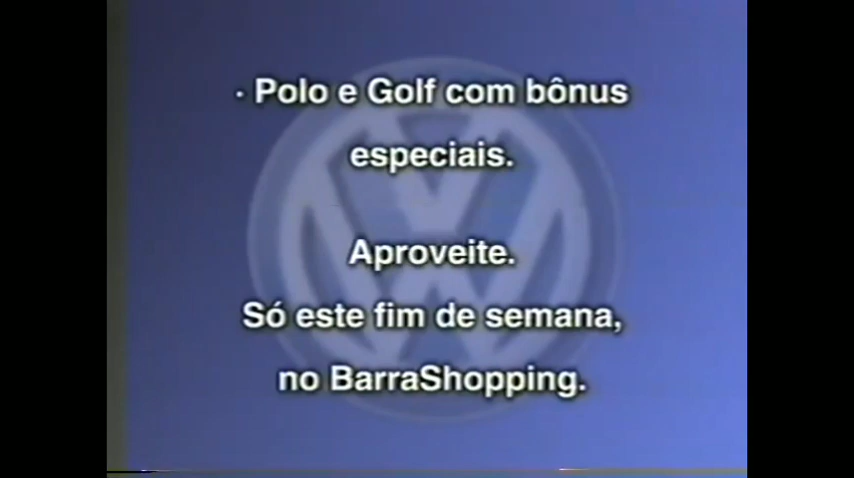 · Polo e Golf com bônus
especiais.
Aproveite.
Só este fim de semana,
no BarraShopping.